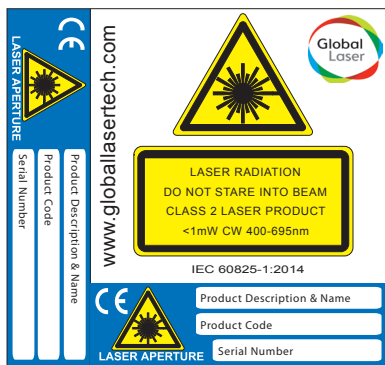 CE
LASER APERTURE
Serial Number
Product Code
Product Description & Name
www.globallasertech.com
Global
Laser
LASER RADIATION
DO NOT STARE INTO BEAM
CLASS 2 LASER PRODUCT
<1mW CW 400-695nm
IEC 60825-1:2014
CE
LASER APERTURE
Product Description & Name
Product Code
Serial Number